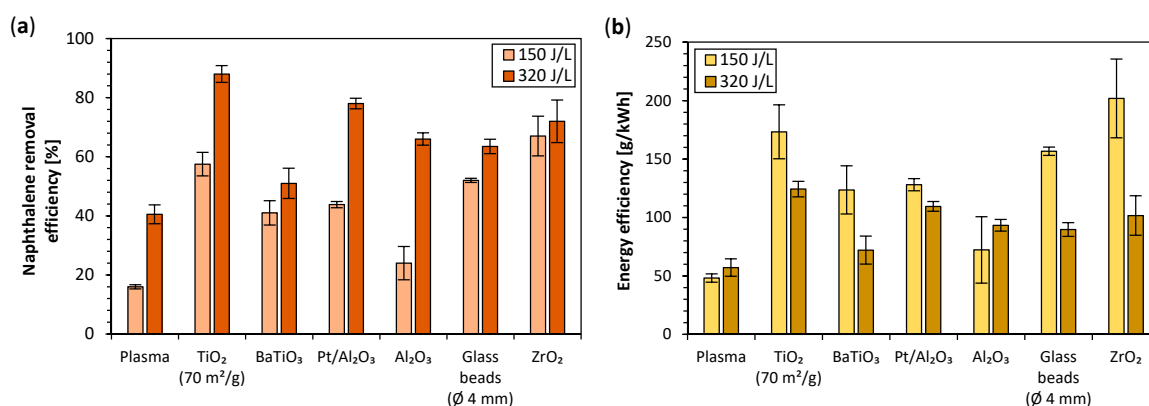 (a)
Naphthalene removal
efficiency [%]
100
80
60
40
20
0
150 J/L
320 J/L
Plasma
TiO₂
(70 m²/g)
BaTiO₃
Pt/Al₂O₃
Al₂O₃
Glass
beads
(Ø 4 mm)
ZrO₂
(b)
Energy efficiency [g/kWh]
250
200
150
100
50
0
150 J/L
320 J/L
Plasma
TiO₂
(70 m²/g)
BaTiO₃
Pt/Al₂O₃
Al₂O₃
Glass
beads
(Ø 4 mm)
ZrO₂